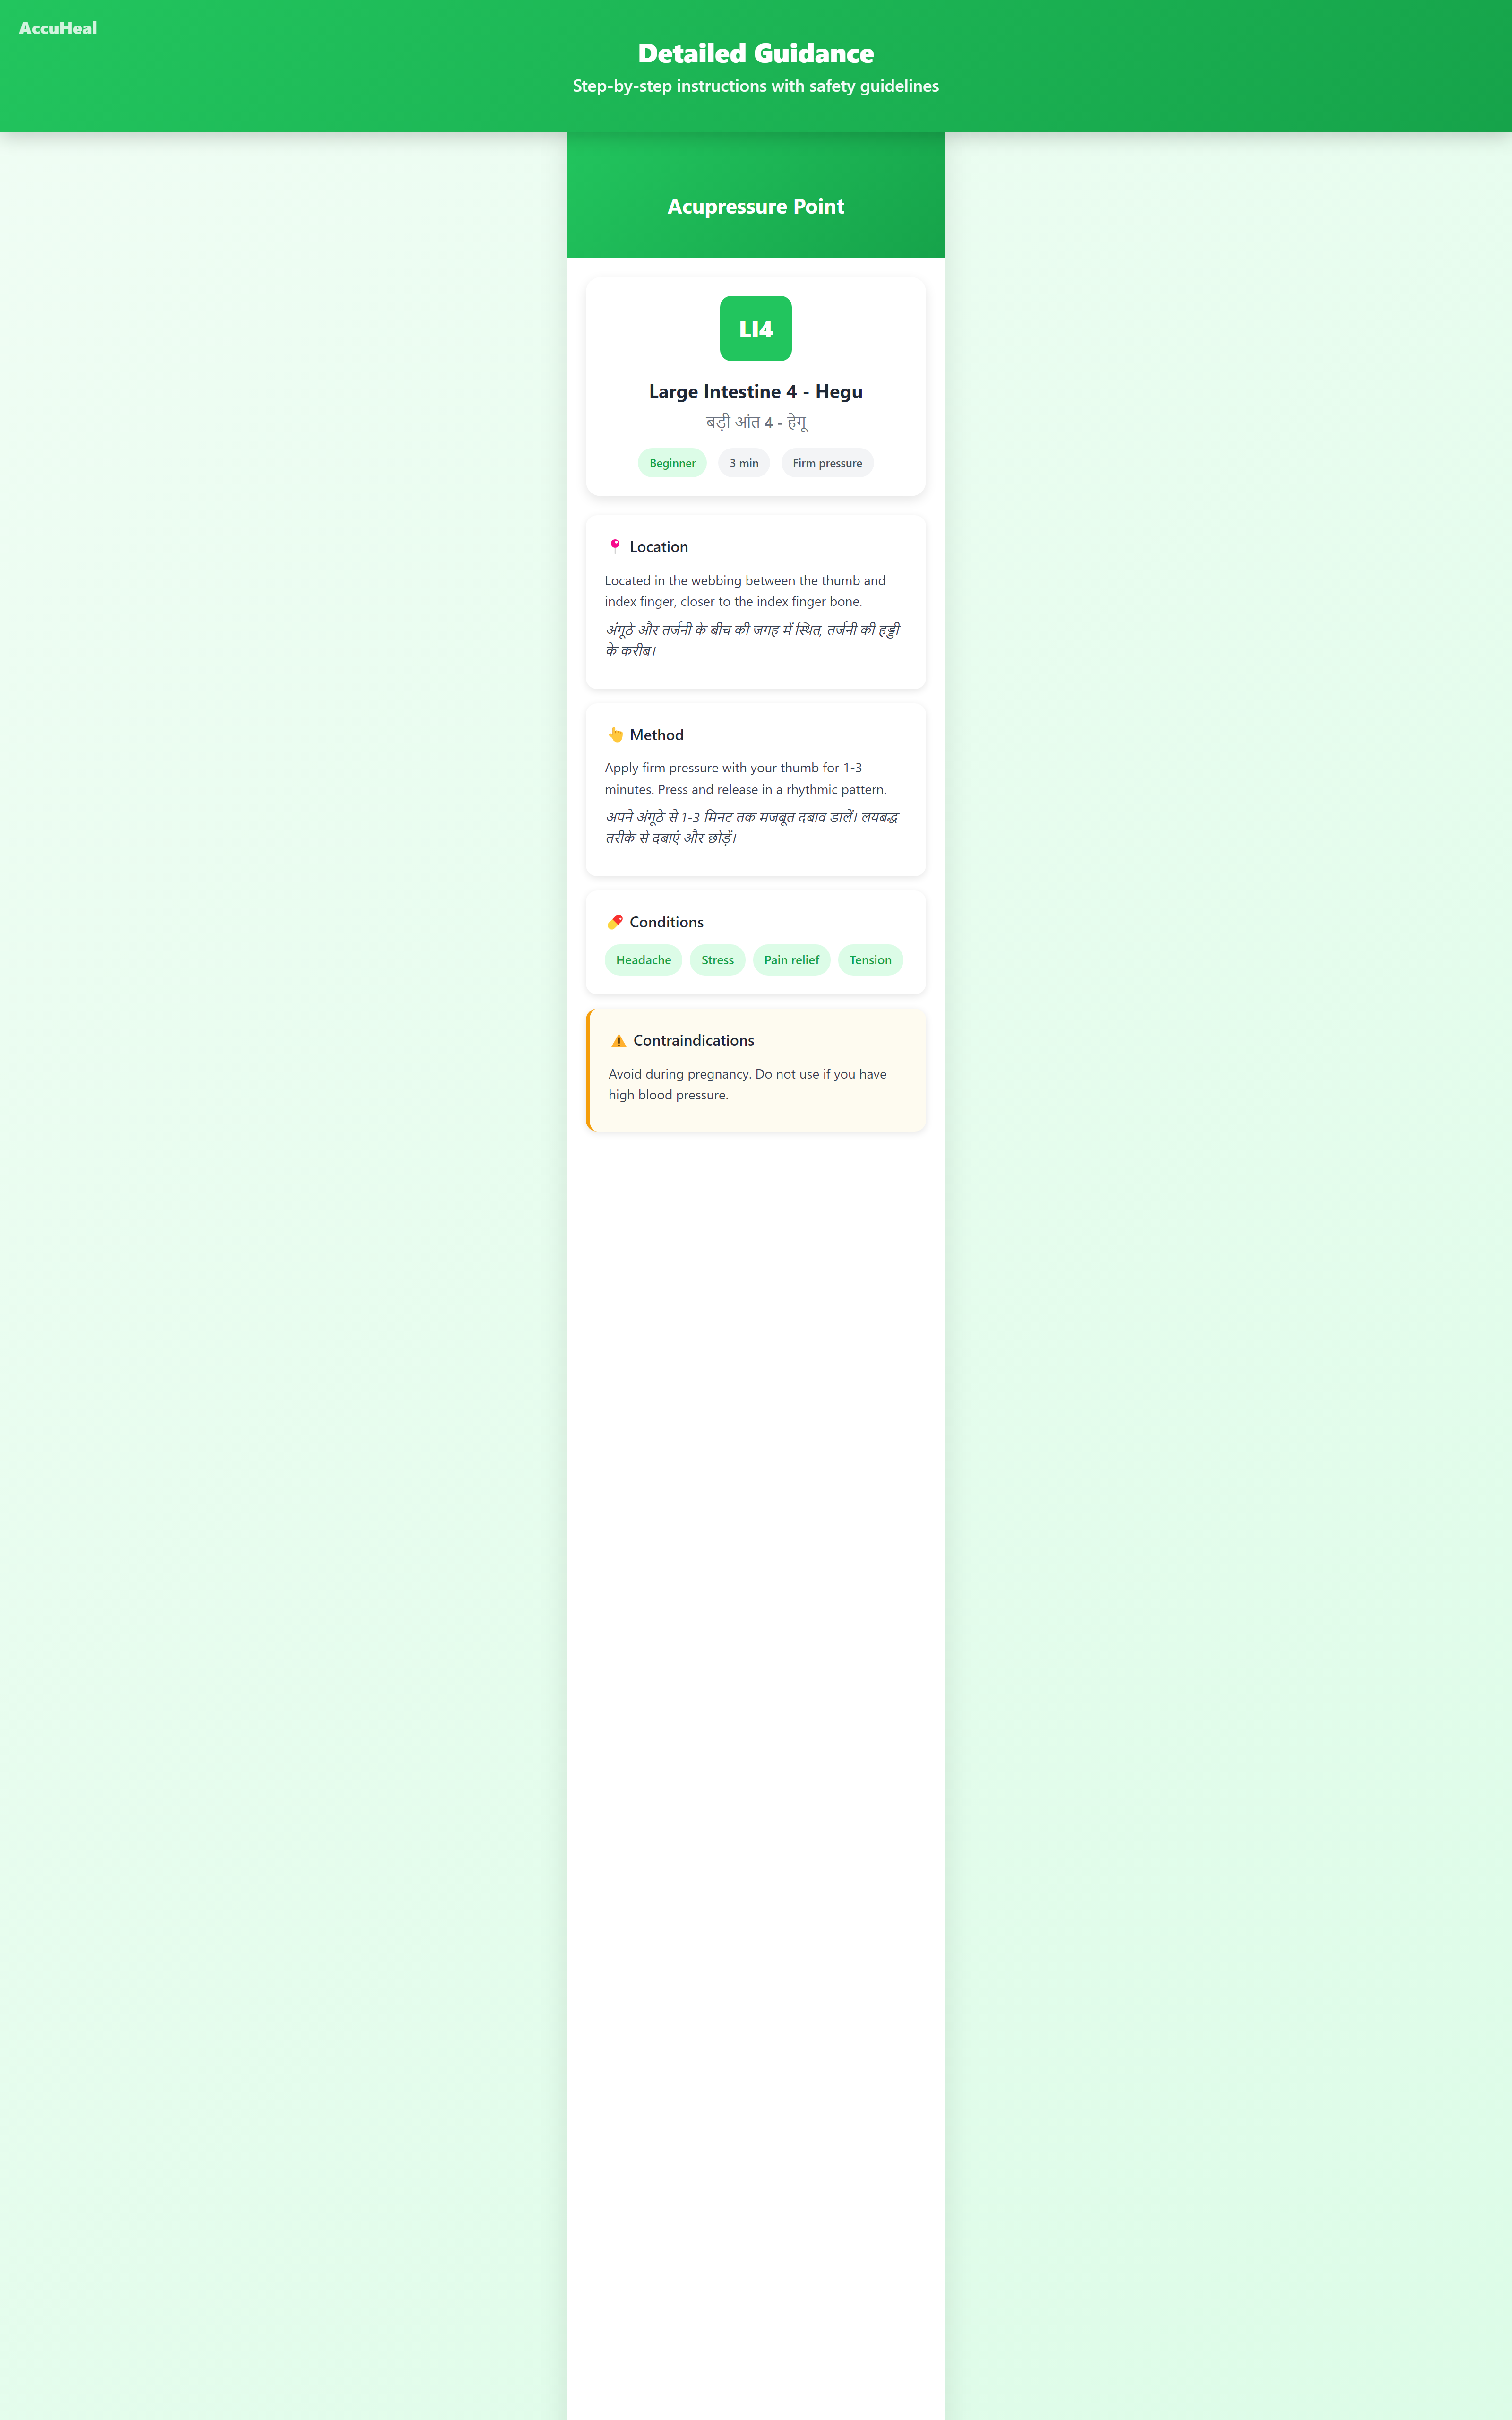 AccuHeal
Detailed Guidance
Step-by-step instructions with safety guidelines
Acupressure Point
LI4
Large Intestine 4 - Hegu
बड़ी आंत 4 - हेगू
Beginner
3 min
Firm pressure
Location
Located in the webbing between the thumb and
index finger, closer to the index finger bone.
अंगूठे और तर्जनी के बीच की जगह में स्थित, तर्जनी की हड्डी
के करीब।
Method
Apply firm pressure with your thumb for 1-3
minutes. Press and release in a rhythmic pattern.
अपने अंगूठे से 1-3 मिनट तक मजबूत दबाव डालें। लयबद्ध
तरीके से दबाएं और छोड़ें।
Conditions
Headache
Stress
Pain relief
Tension
Contraindications
Avoid during pregnancy. Do not use if you have
high blood pressure.